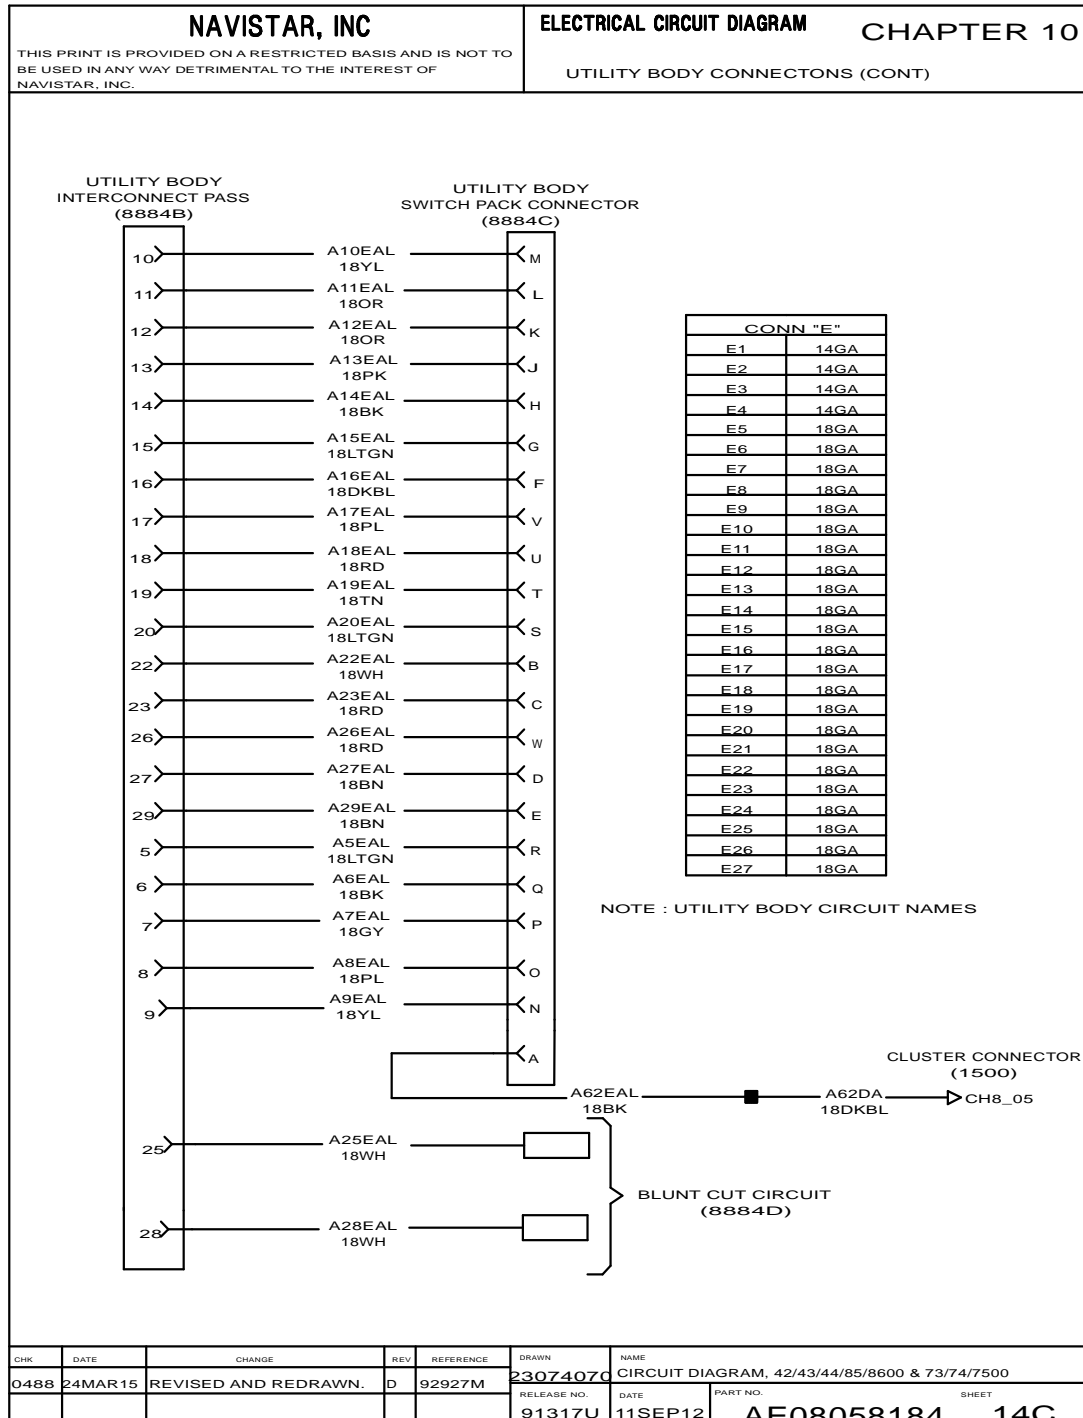 NAVISTAR, INC
THIS PRINT IS PROVIDED ON A RESTRICTED BASIS AND IS NOT TO
BE USED IN ANY WAY DETRIMENTAL TO THE INTEREST OF
NAVISTAR, INC.
ELECTRICAL CIRCUIT DIAGRAM
CHAPTER 10
UTILITY BODY CONNECTONS (CONT)
UTILITY BODY
INTERCONNECT PASS
(8884B)
UTILITY BODY
SWITCH PACK CONNECTOR
(8884C)
10 A10EAL M
18YL
11 A11EAL L
18OR
12 A12EAL K
18OR
13 A13EAL J
18PK
14 A14EAL H
18BK
15 A15EAL G
18LTGN
16 A16EAL F
18DKBL
17 A17EAL V
18PL
18 A18EAL U
18RD
19 A19EAL T
18TN
20 A20EAL S
18LTGN
22 A22EAL B
18WH
23 A23EAL C
18RD
26 A26EAL W
18RD
27 A27EAL D
18BN
29 A29EAL E
18BN
5 A5EAL R
18LTGN
6 A6EAL Q
18BK
7 A7EAL P
18GY
8 A8EAL O
18PL
9 A9EAL N
18YL
A
A62EAL
18BK
A62DA
18DKBL
CLUSTER CONNECTOR
(1500)
CH8_05
25 A25EAL
18WH
28 A28EAL
18WH
BLUNT CUT CIRCUIT
(8884D)
CONN "E"
E1 14GA
E2 14GA
E3 14GA
E4 14GA
E5 18GA
E6 18GA
E7 18GA
E8 18GA
E9 18GA
E10 18GA
E11 18GA
E12 18GA
E13 18GA
E14 18GA
E15 18GA
E16 18GA
E17 18GA
E18 18GA
E19 18GA
E20 18GA
E21 18GA
E22 18GA
E23 18GA
E24 18GA
E25 18GA
E26 18GA
E27 18GA
NOTE : UTILITY BODY CIRCUIT NAMES
CHK DATE CHANGE REV REFERENCE
0488 24MAR15 REVISED AND REDRAWN. D 92927M
DRAWN
23074070
NAME
CIRCUIT DIAGRAM, 42/43/44/85/8600 & 73/74/7500
RELEASE NO. DATE PART NO. SHEET
91317U 11SEP12 AE08058184 14C